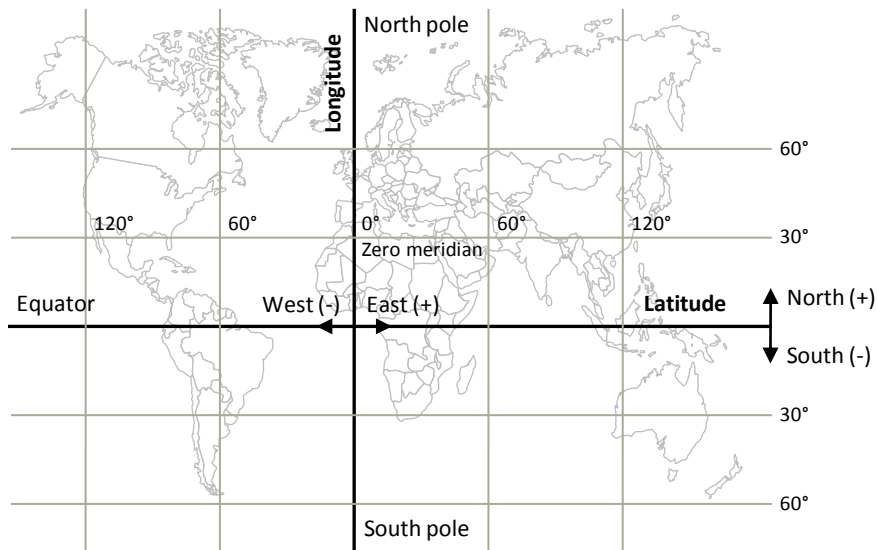 North pole
Longitude
60°
120°
60°
0°
60°
120°
30°
Zero meridian
Equator
West (-)
East (+)
Latitude
North (+)
South (-)
30°
60°
South pole